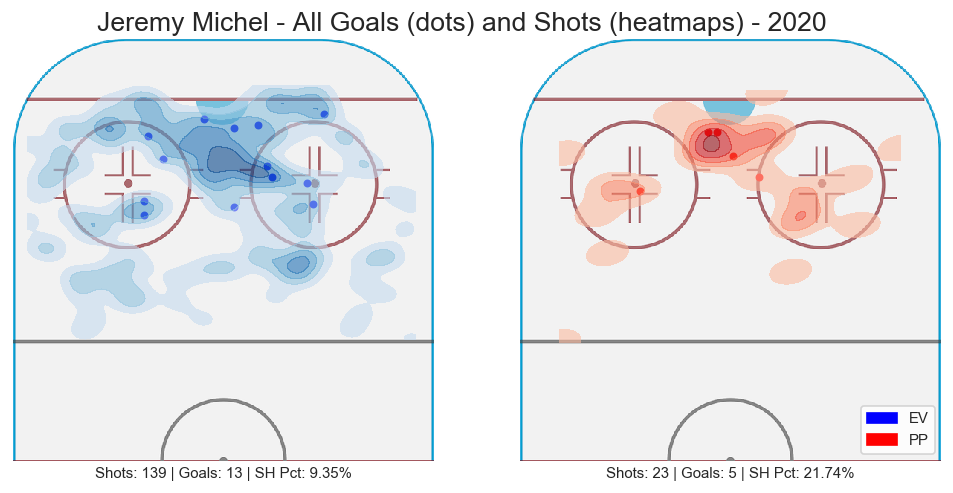 Jeremy Michel - All Goals (dots) and Shots (heatmaps) - 2020
EV
PP
Shots: 139 | Goals: 13 | SH Pct: 9.35%
Shots: 23 | Goals: 5 | SH Pct: 21.74%